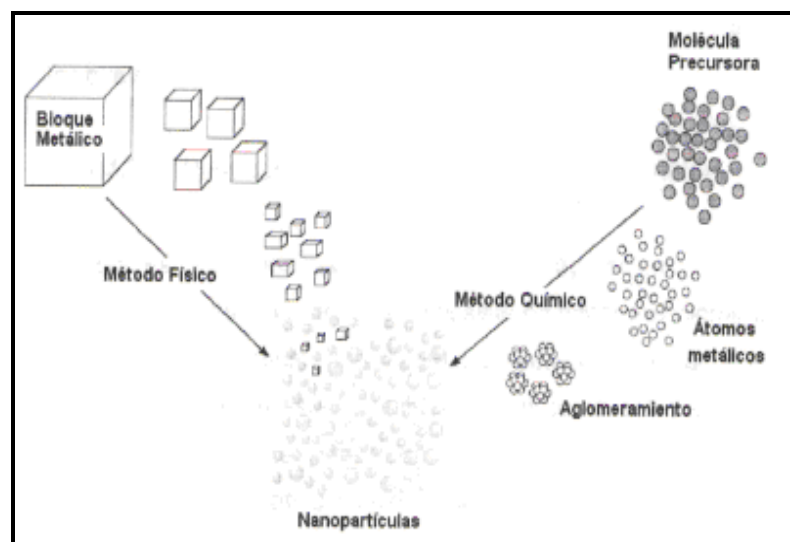 Molécula
Precursora
Bloque
Metálico
Método Físico
Método Químico
Átomos
metálicos
Aglomeramiento
Nanopartículas